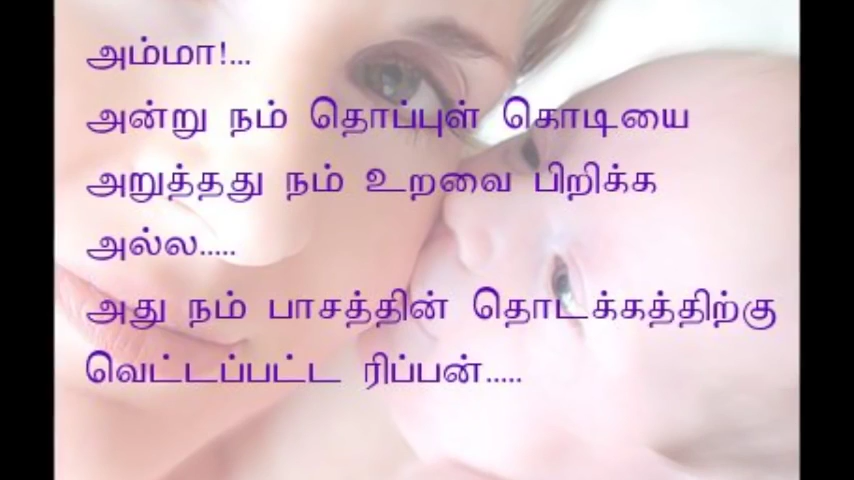 அம்மா!...
அன்று நம் தொப்புள் கொடியை
அறுத்தது நம் உறவை பிறிக்க
அல்ல.....
அது நம் பாசத்தின் தொடக்கத்திற்கு
வெட்டப்பட்ட ரிப்பன்.....